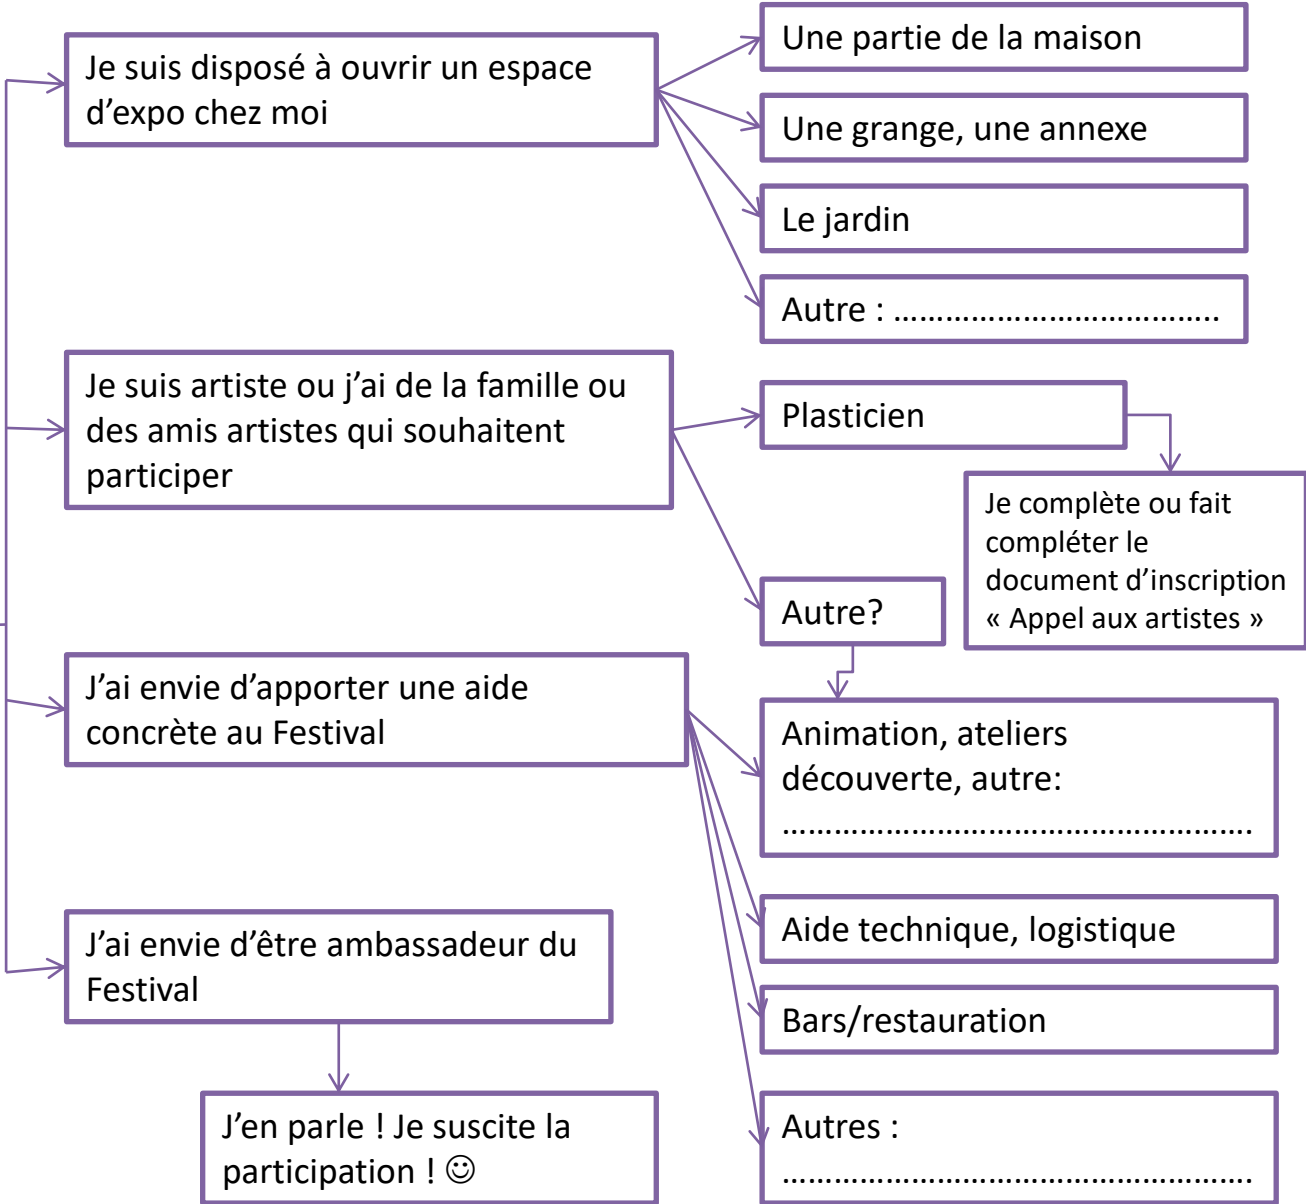 Je suis disposé à ouvrir un espace
d’expo chez moi
Une partie de la maison
Une grange, une annexe
Le jardin
Autre : ………………………………..
Je suis artiste ou j’ai de la famille ou
des amis artistes qui souhaitent
participer
Plasticien
Je complète ou fait
compléter le
document d’inscription
« Appel aux artistes »
Autre?
J’ai envie d’apporter une aide
concrète au Festival
Animation, ateliers
découverte, autre:
……………………………………………….
Aide technique, logistique
Bars/restauration
Autres :
……………………………………………….
J’ai envie d’être ambassadeur du
Festival
J’en parle ! Je suscite la
participation ! ☺